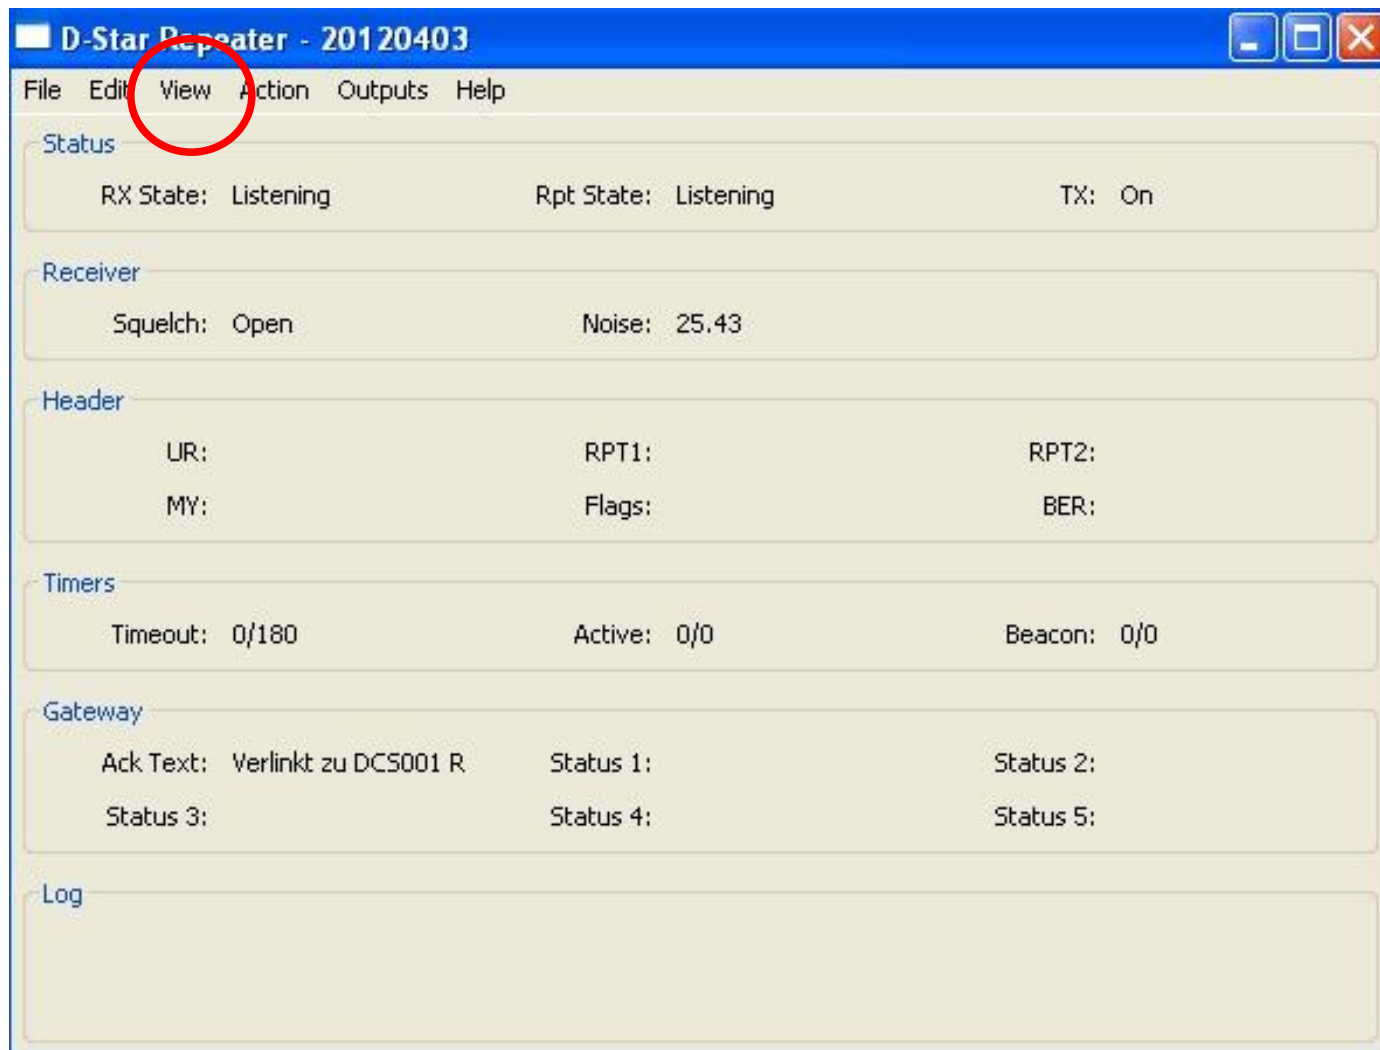 D-Star Repeater - 20120403
File Edit View Action Outputs Help
Status
RX State: Listening Rpt State: Listening TX: On
Receiver
Squelch: Open Noise: 25.43
Header
UR: RPT1: RPT2:
MY: Flags: BER:
Timers
Timeout: 0/180 Active: 0/0 Beacon: 0/0
Gateway
Ack Text: Verlinkt zu DCS001 R Status 1: Status 2:
Status 3: Status 4: Status 5:
Log